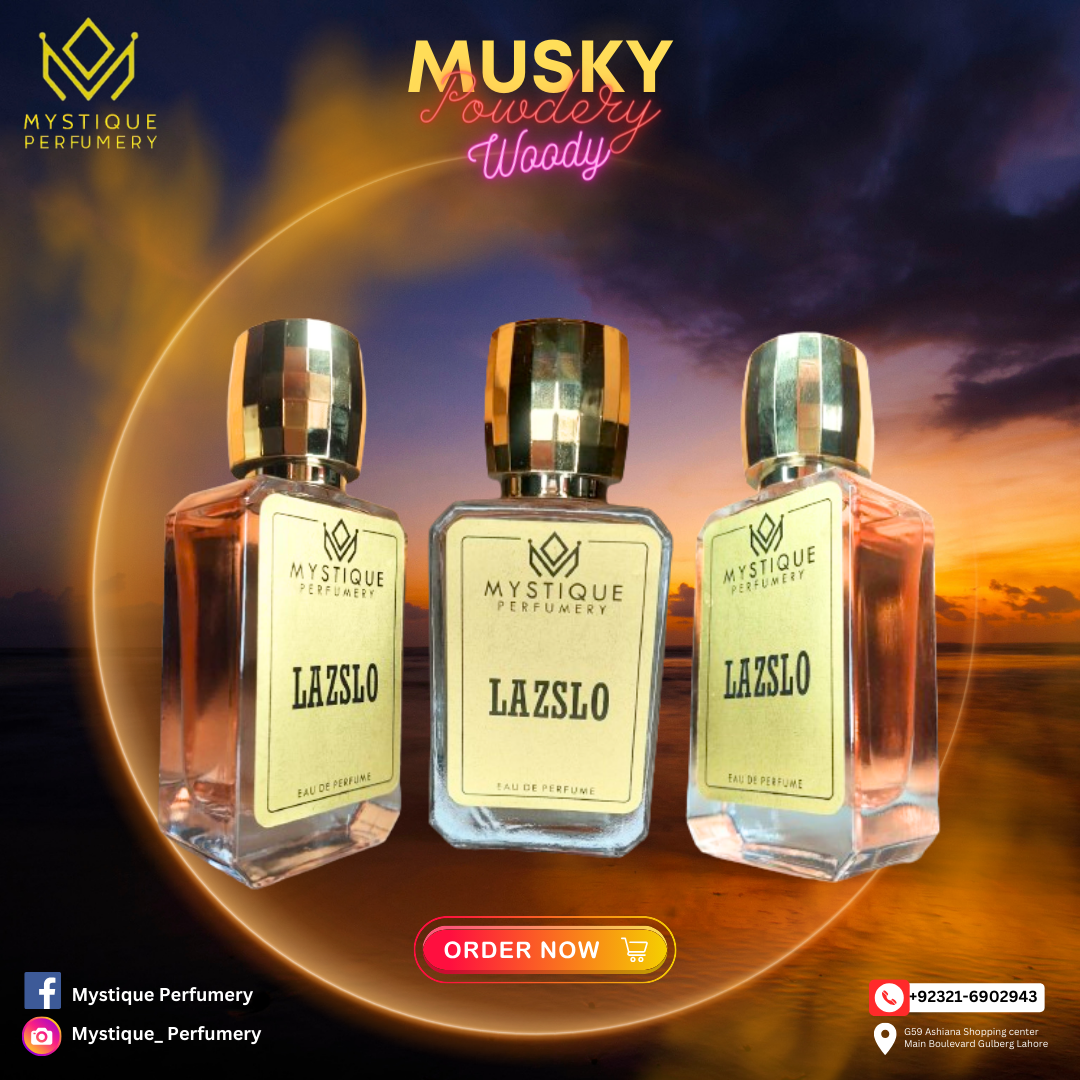 MYSTIQUE
PERFUMERY
MUSKY
Powdery
Woody
MYSTIQUE
PERFUMERY
LAZSLO
EAU DE PERFUME
MYSTIQUE
PERFUMERY
LAZSLO
EAU DE PERFUME
MYSTIQUE
PERFUMERY
LAZSLO
EAU DE PERFUME
ORDER NOW
Mystique Perfumery
Mystique_ Perfumery
+92321-6902943
G59 Ashiana Shopping center
Main Boulevard Gulberg Lahore